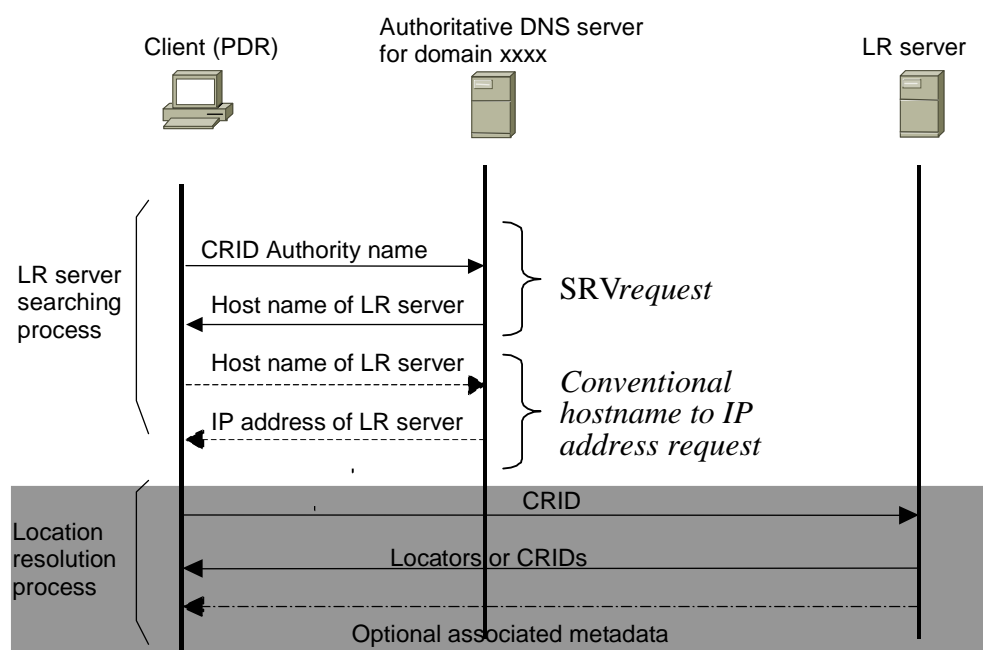 Client (PDR)
Authoritative DNS server
for domain xxxx
LR server
LR server
searching
process
CRID Authority name
Host name of LR server
SRVrequest
Host name of LR server
IP address of LR server
Conventional
hostname to IP
address request
Location
resolution
process
CRID
Locators or CRIDs
Optional associated metadata